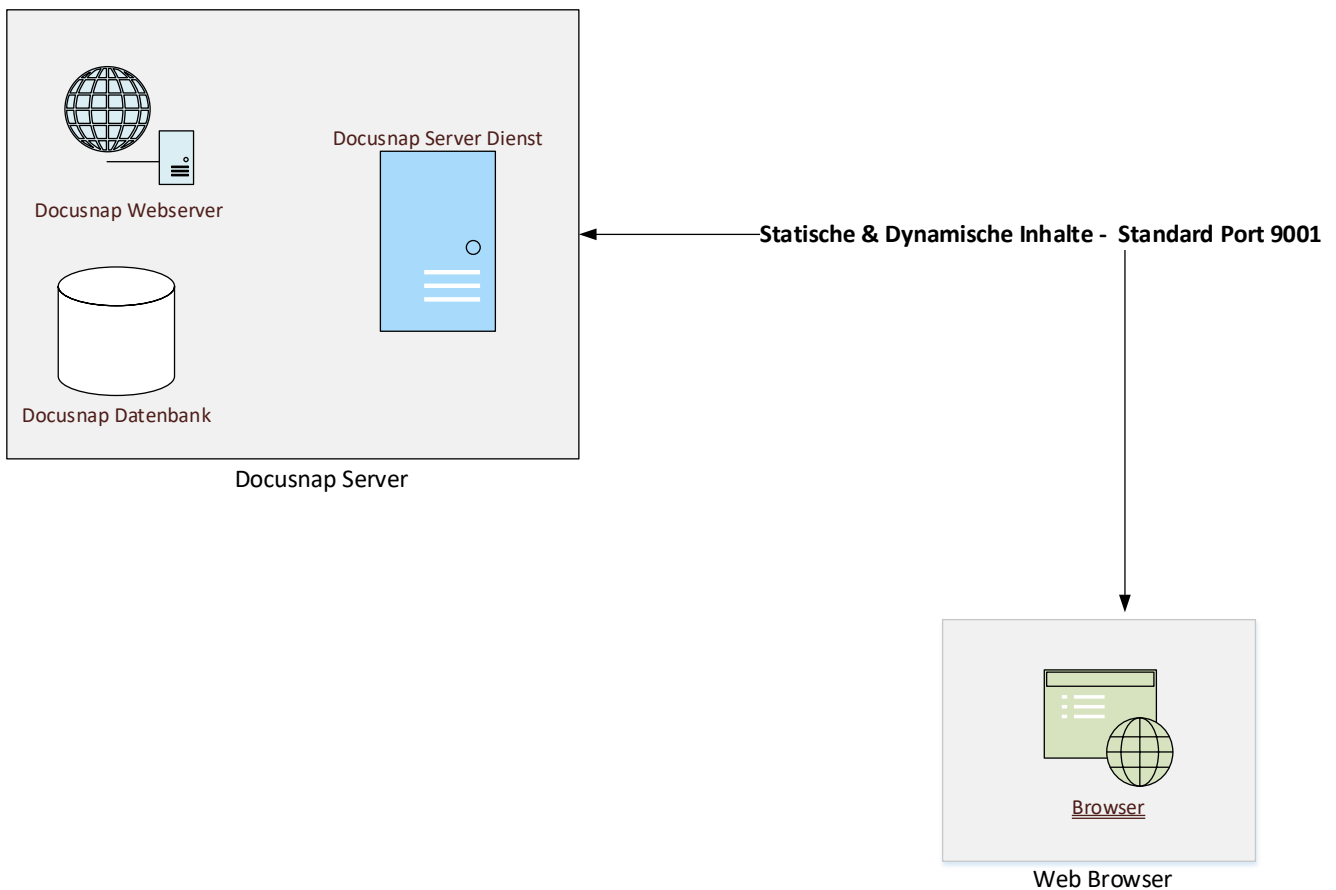 Docusnap Server Dienst
Docusnap Webserver
Statische & Dynamische Inhalte -  Standard Port 9001
Docusnap Datenbank
Docusnap Server
Browser
Web Browser